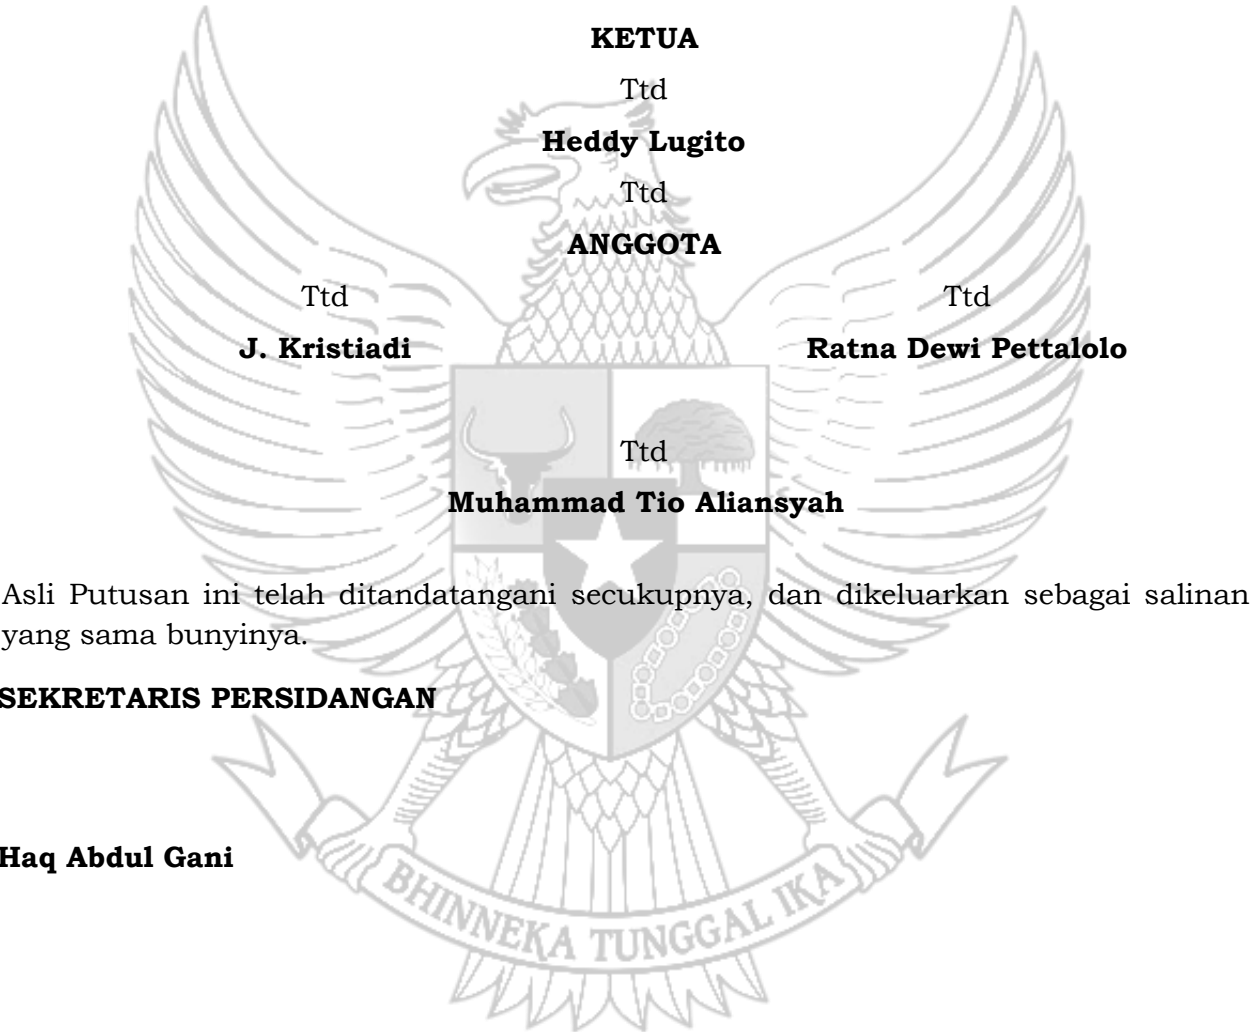 KETUA
Ttd
Heddy Lugito
Ttd
ANGGOTA
Ttd Ttd
J. Kristiadi Ratna Dewi Pettalolo
Ttd
Muhammad Tio Aliansyah
Asli Putusan ini telah ditandatangani secukupnya, dan dikeluarkan sebagai salinan
yang sama bunyinya.
SEKRETARIS PERSIDANGAN
Haq Abdul Gani
BHINNEKA TUNGGAL IKA